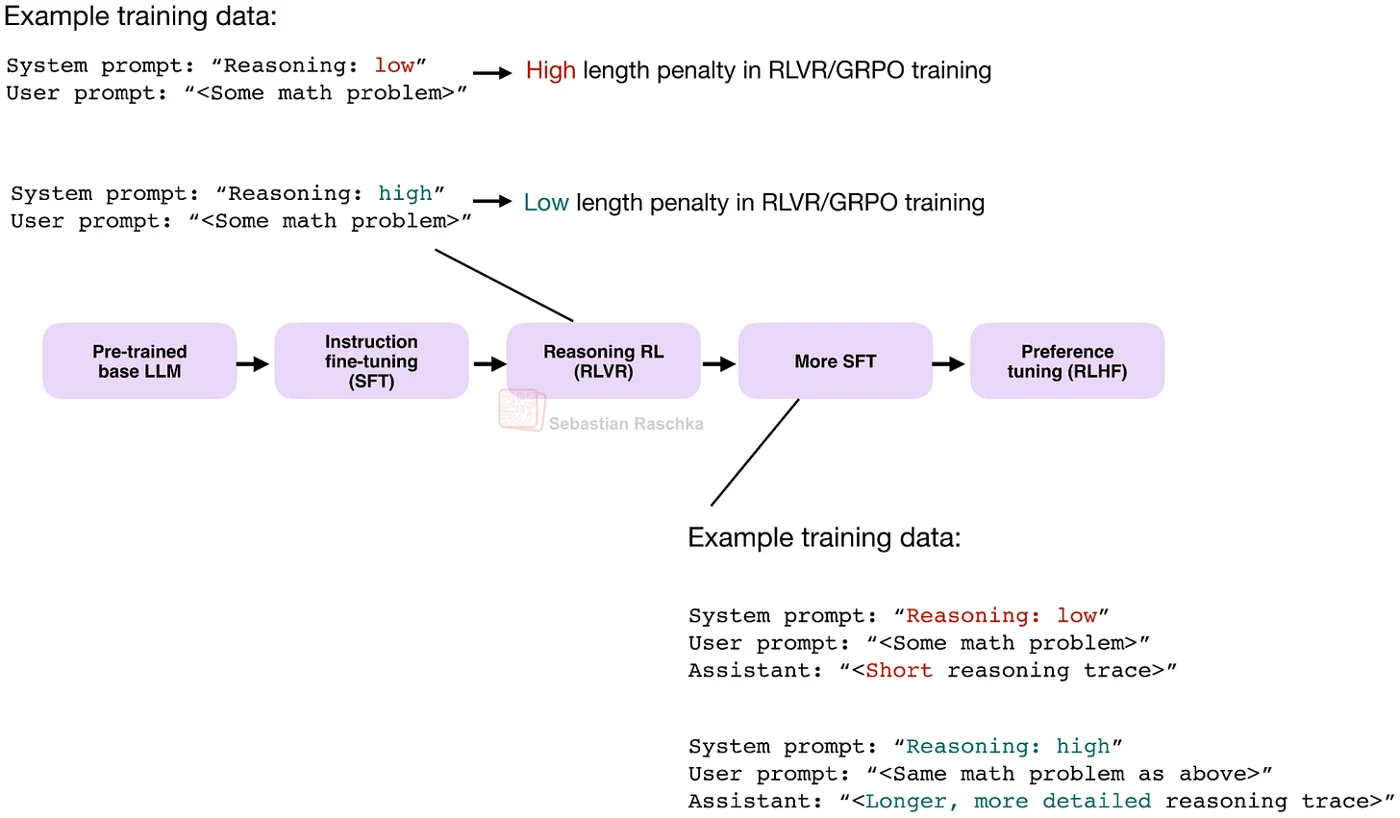 Example training data:
System prompt: “Reasoning: low”
User prompt: “<Some math problem>”
High length penalty in RLVR/GRPO training
System prompt: “Reasoning: high”
User prompt: “<Some math problem>”
Low length penalty in RLVR/GRPO training
Pre-trained
base LLM
Instruction
fine-tuning
(SFT)
Reasoning RL
(RLVR)
More SFT
Preference
tuning (RLHF)
Sebastian Raschka
Example training data:
System prompt: “Reasoning: low”
User prompt: “<Some math problem>”
Assistant: “<Short reasoning trace>”
System prompt: “Reasoning: high”
User prompt: “<Same math problem as above>”
Assistant: “<Longer, more detailed reasoning trace>”